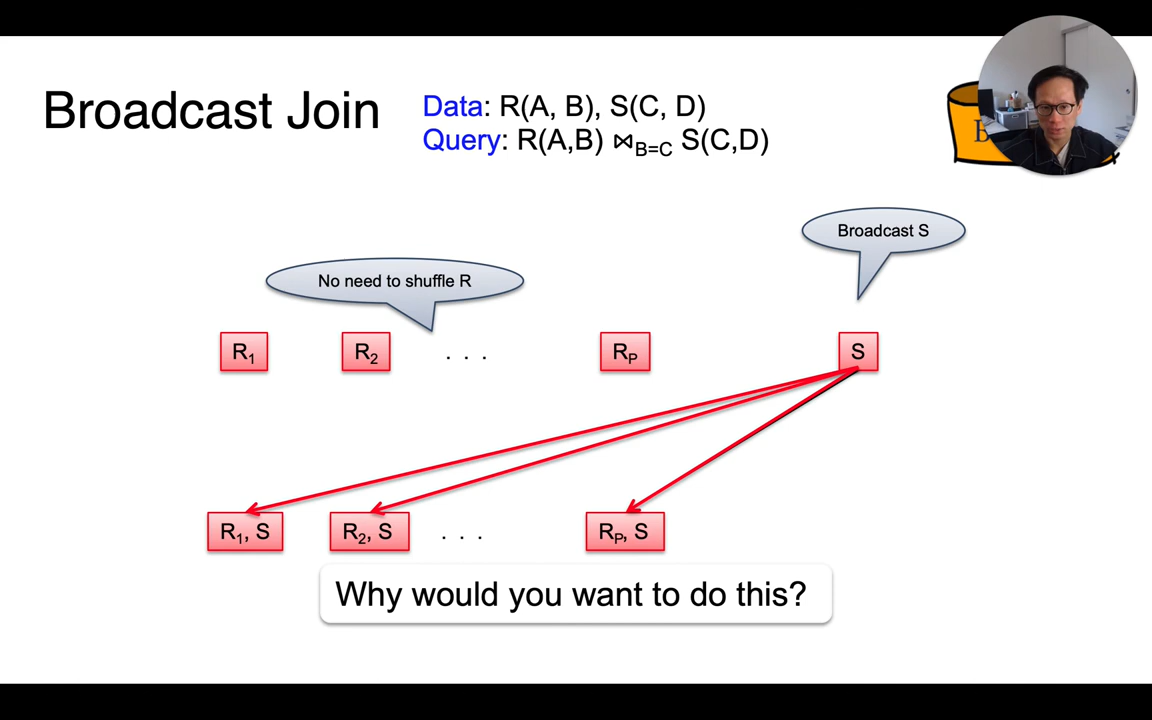 Broadcast Join
Data: R(A, B), S(C, D)
Query: R(A,B) ⋈B=C S(C,D)
B
Broadcast S
No need to shuffle R
R1
R2
. . .
RP
S
R1, S
R2, S
. . .
RP, S
Why would you want to do this?